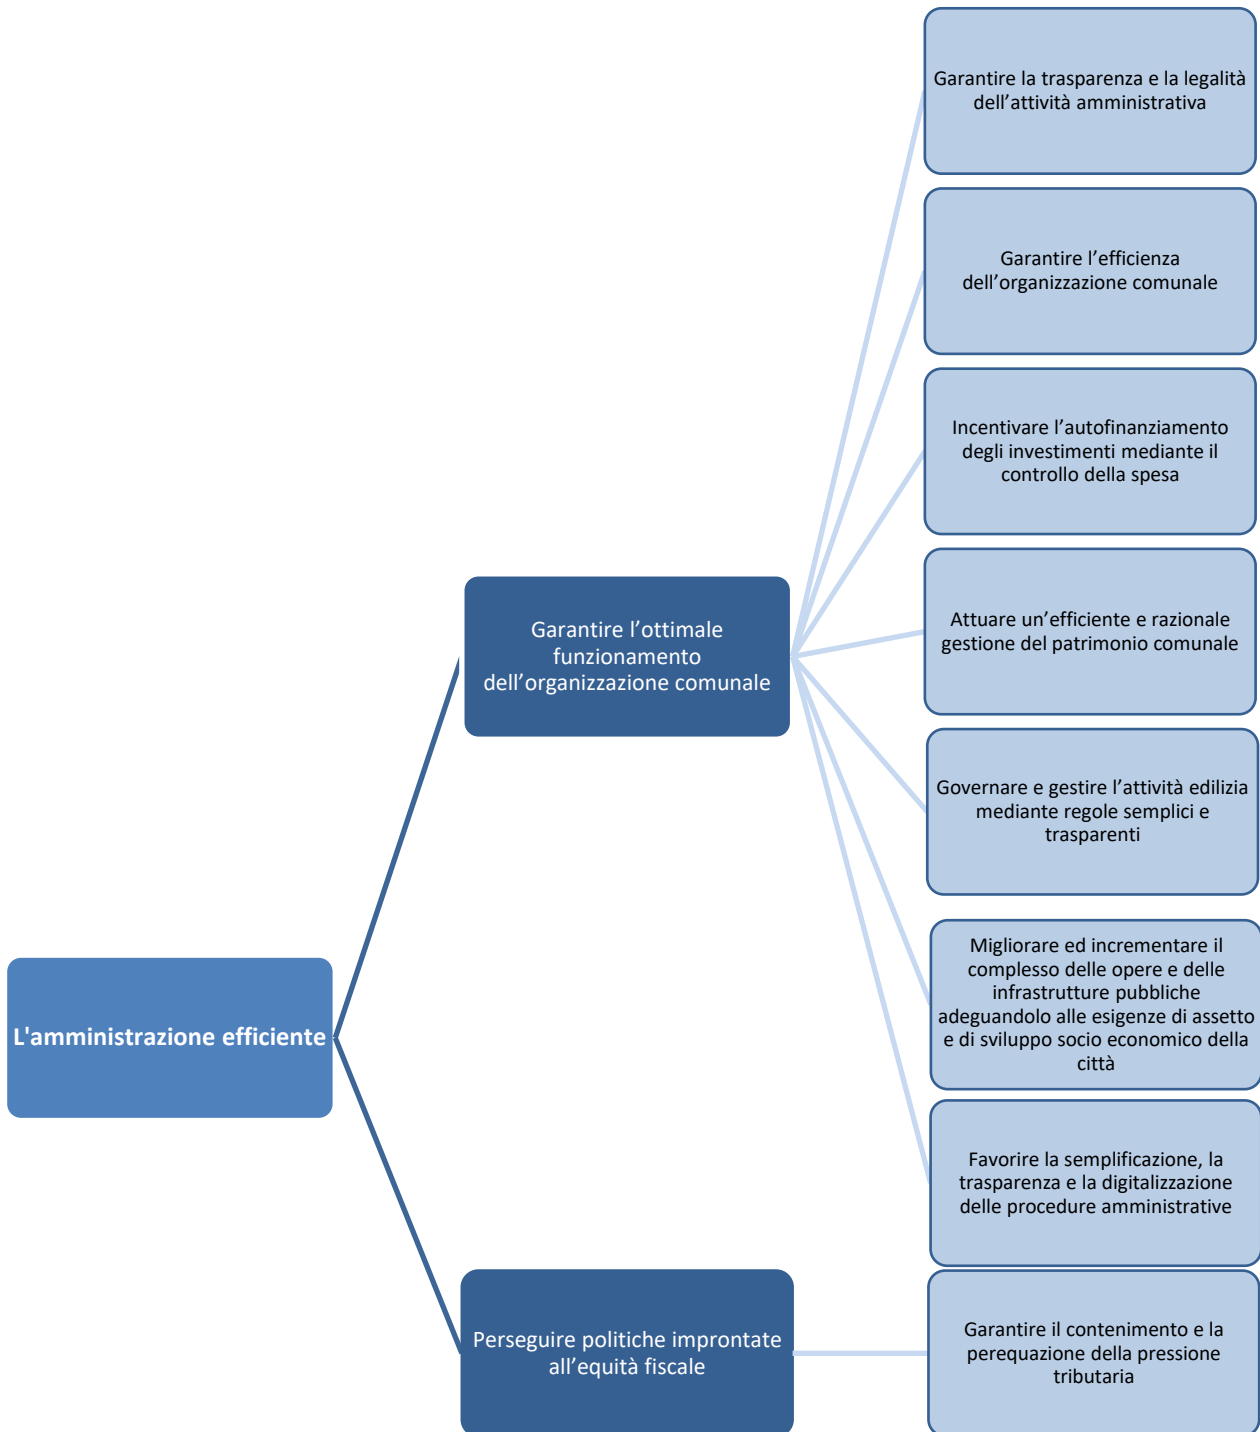 L'amministrazione efficiente
Garantire l’ottimale
funzionamento
dell’organizzazione comunale
Garantire la trasparenza e la legalità
dell’attività amministrativa
Garantire l’efficienza
dell’organizzazione comunale
Incentivare l’autofinanziamento
degli investimenti mediante il
controllo della spesa
Attuare un’efficiente e razionale
gestione del patrimonio comunale
Governare e gestire l’attività edilizia
mediante regole semplici e
trasparenti
Migliorare ed incrementare il
complesso delle opere e delle
infrastrutture pubbliche
adeguandolo alle esigenze di assetto
e di sviluppo socio economico della
città
Favorire la semplificazione, la
trasparenza e la digitalizzazione
delle procedure amministrative
Perseguire politiche improntate
all’equità fiscale
Garantire il contenimento e la
perequazione della pressione
tributaria